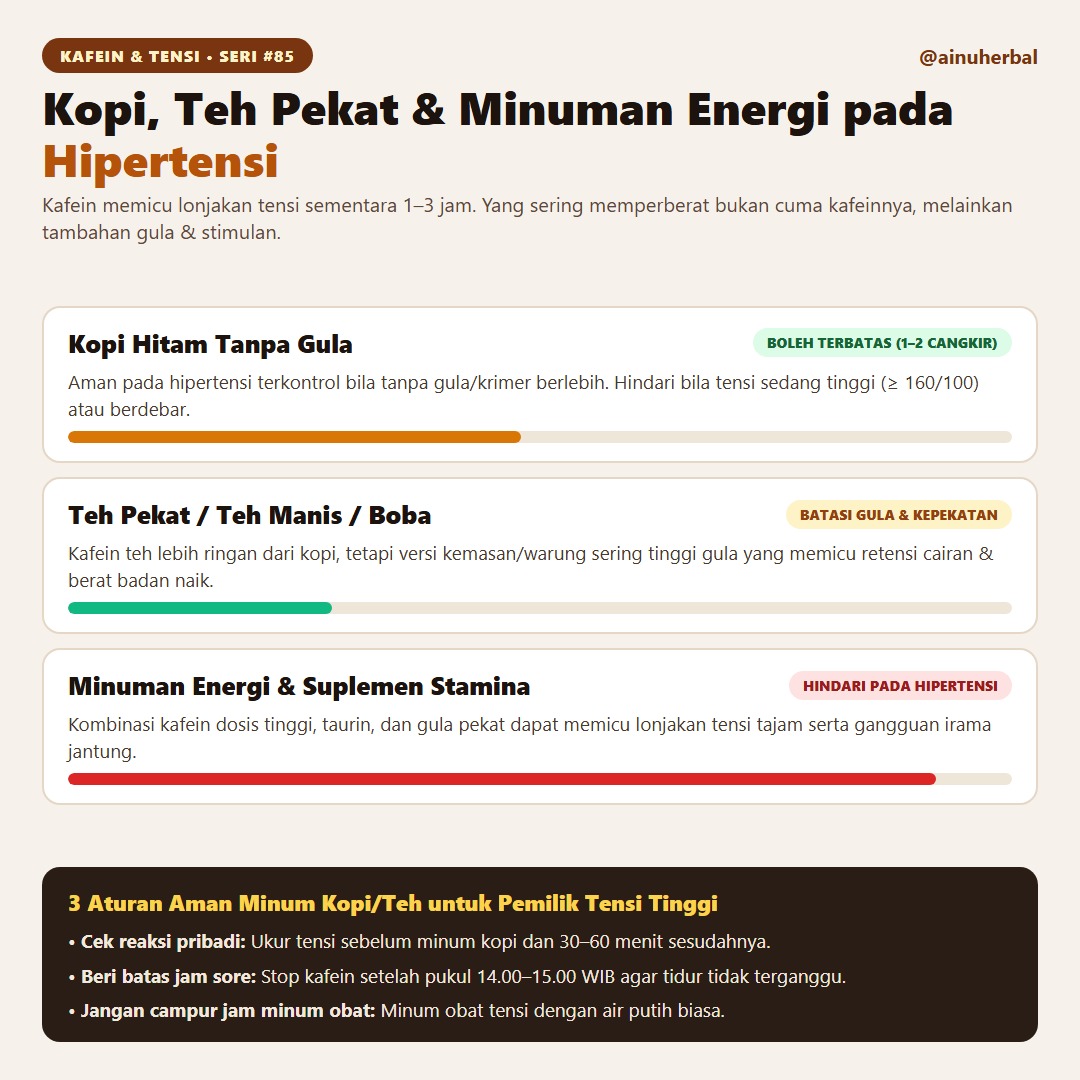 KAFEIN & TENSI • SERI #85
@ainuherbal
Kopi, Teh Pekat & Minuman Energi pada
Hipertensi
Kafein memicu lonjakan tensi sementara 1–3 jam. Yang sering memperberat bukan cuma kafeinnya, melainkan
tambahan gula & stimulan.
Kopi Hitam Tanpa Gula
BOLEH TERBATAS (1–2 CANGKIR)
Aman pada hipertensi terkontrol bila tanpa gula/krimer berlebih. Hindari bila tensi sedang tinggi (≥ 160/100)
atau berdebar.
Teh Pekat / Teh Manis / Boba
BATASI GULA & KEPEKATAN
Kafein teh lebih ringan dari kopi, tetapi versi kemasan/warung sering tinggi gula yang memicu retensi cairan &
berat badan naik.
Minuman Energi & Suplemen Stamina
HINDARI PADA HIPERTENSI
Kombinasi kafein dosis tinggi, taurin, dan gula pekat dapat memicu lonjakan tensi tajam serta gangguan irama
jantung.
3 Aturan Aman Minum Kopi/Teh untuk Pemilik Tensi Tinggi
• Cek reaksi pribadi: Ukur tensi sebelum minum kopi dan 30–60 menit sesudahnya.
• Beri batas jam sore: Stop kafein setelah pukul 14.00–15.00 WIB agar tidur tidak terganggu.
• Jangan campur jam minum obat: Minum obat tensi dengan air putih biasa.